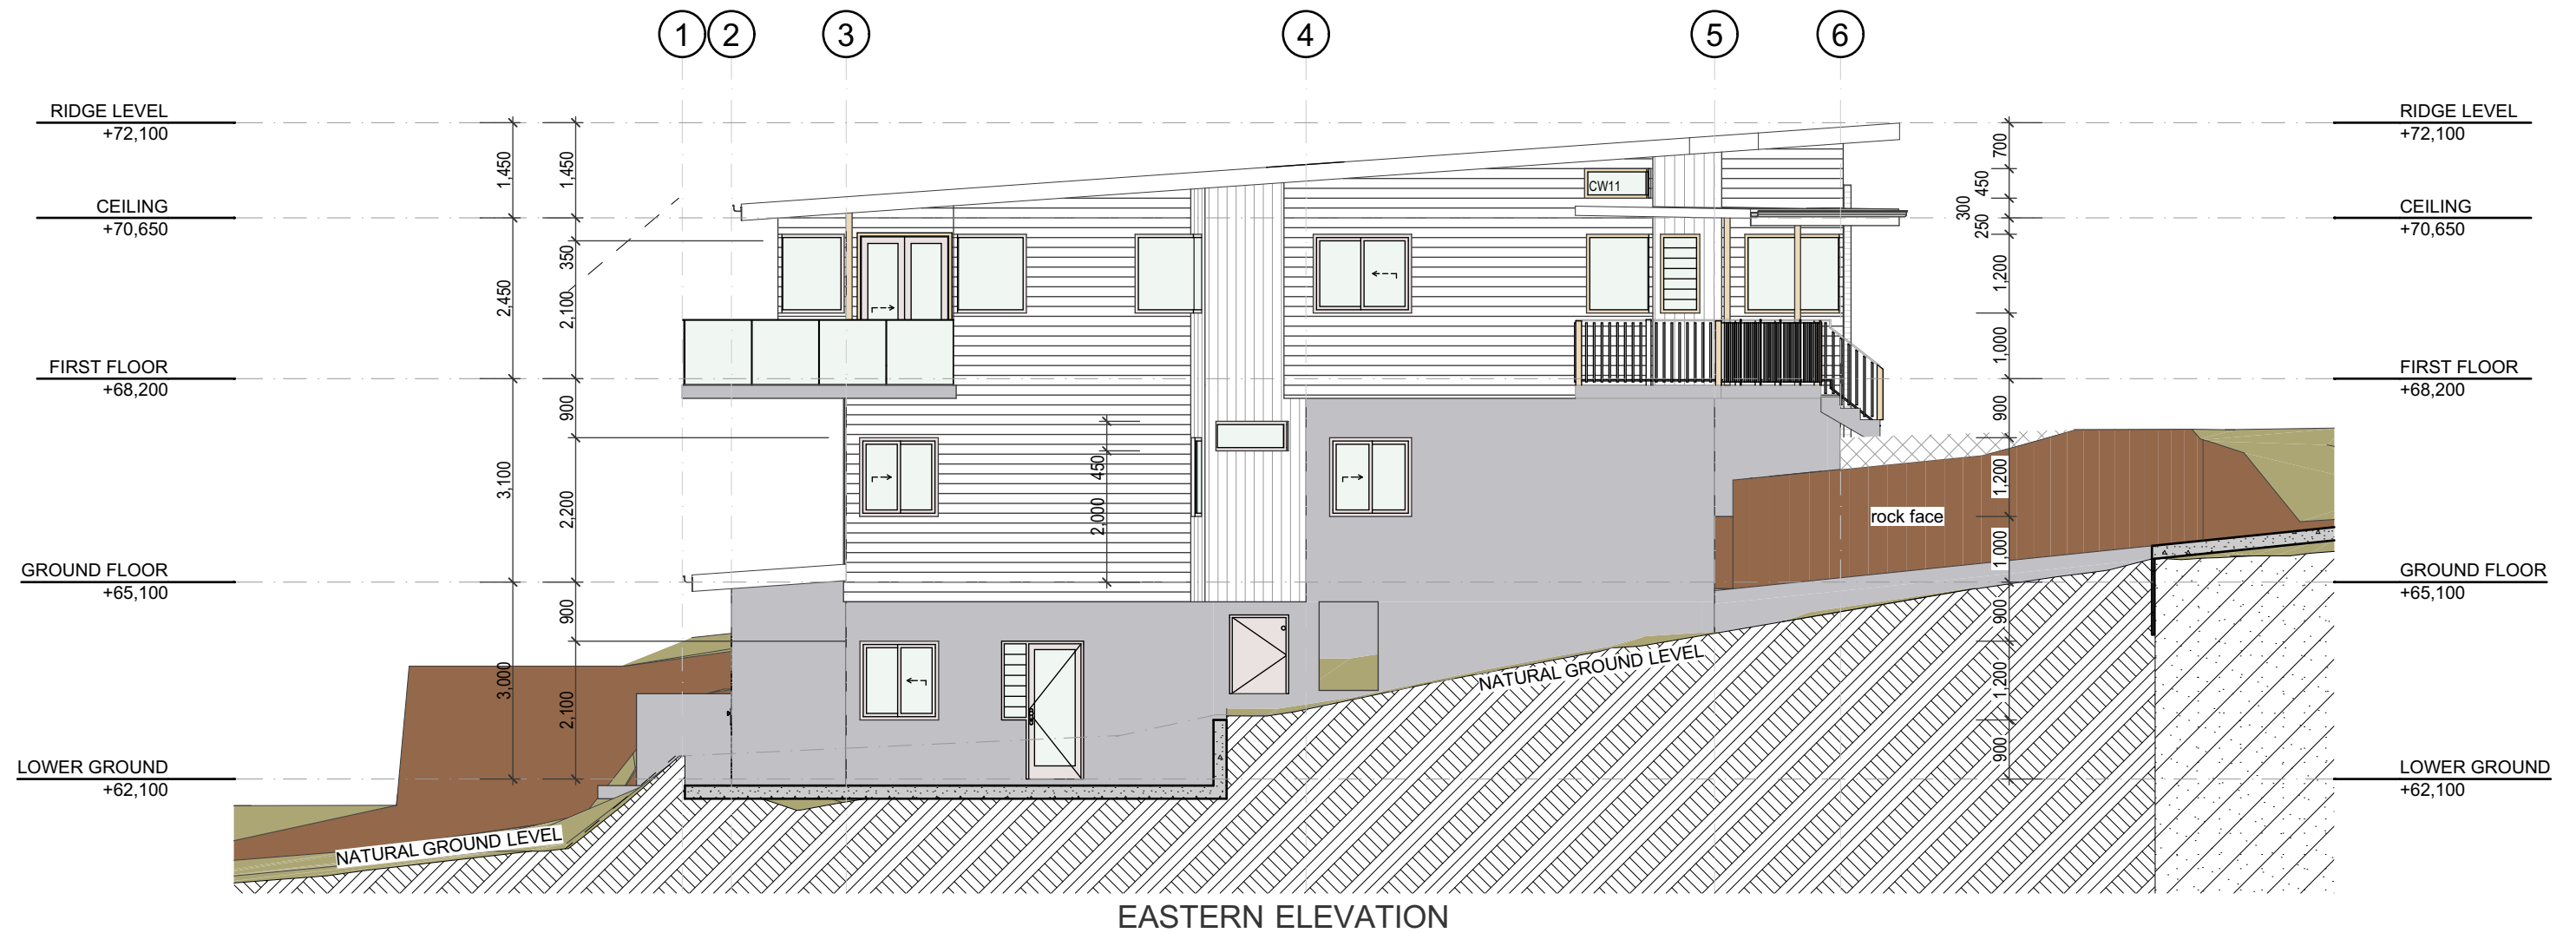 1 2 3 4 5 6
RIDGE LEVEL
+72,100
CEILING
+70,650
FIRST FLOOR
+68,200
GROUND FLOOR
+65,100
LOWER GROUND
+62,100
1,450
2,450
3,100
3,000
1,450
350
2,100
900
2,200
900
2,100
450
2,000
CW11
rock face
NATURAL GROUND LEVEL
NATURAL GROUND LEVEL
700
450
300
250
1,200
1,000
900
1,200
1,000
900
1,200
900
RIDGE LEVEL
+72,100
CEILING
+70,650
FIRST FLOOR
+68,200
GROUND FLOOR
+65,100
LOWER GROUND
+62,100
EASTERN ELEVATION